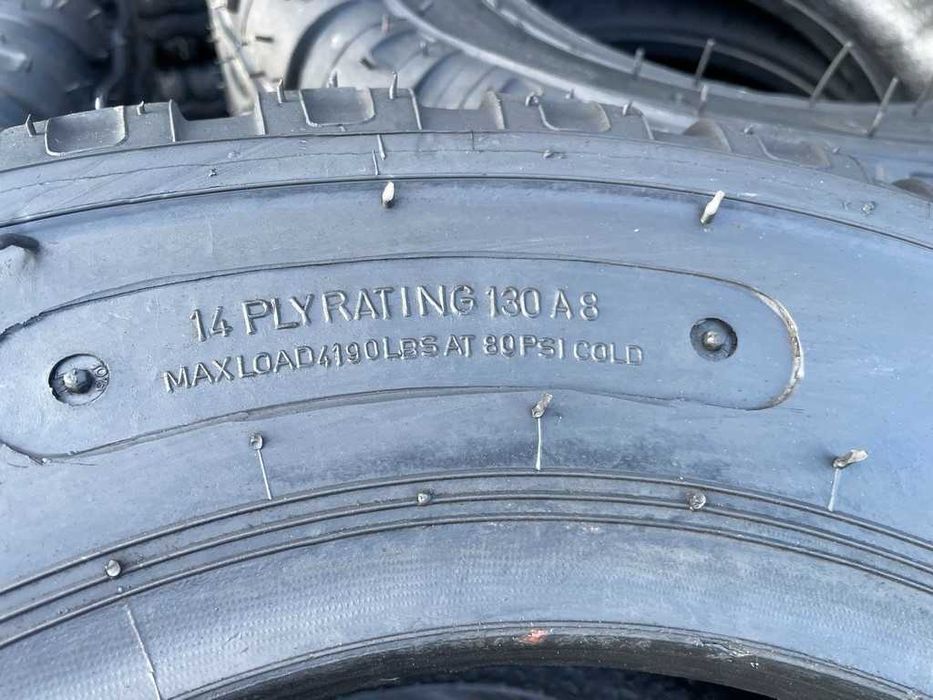 14 PLY RATING 130 A8
MAX LOAD 4190 LBS AT 80 PSI COLD